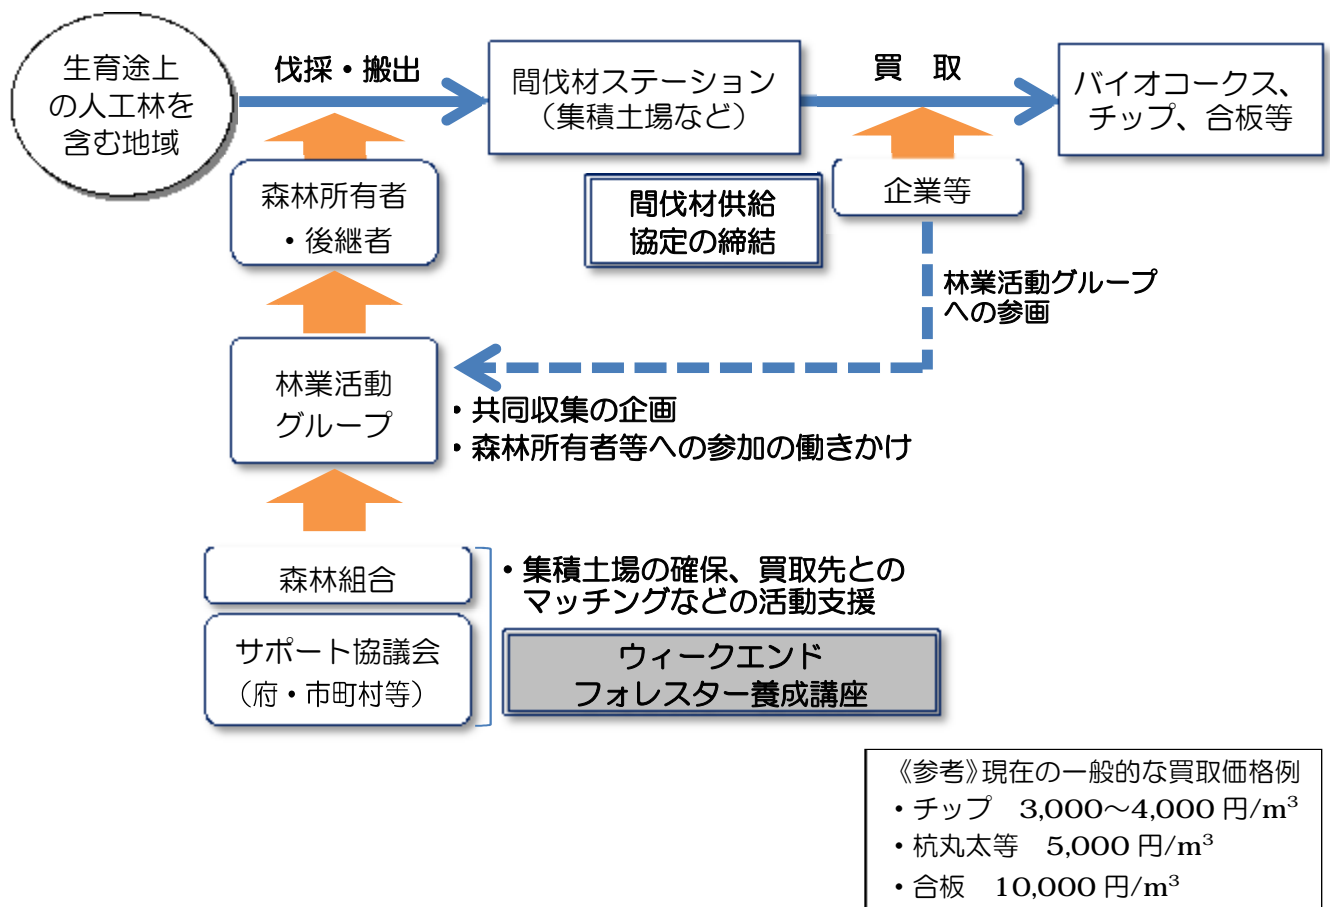 生育途上
の人工林を
含む地域
伐採・搬出
間伐材ステーション
（集積土場など）
買　取
バイオコークス、
チップ、合板等
森林所有者
・後継者
間伐材供給
協定の締結
企業等
林業活動グループ
への参画
林業活動
グループ
・共同収集の企画
・森林所有者等への参加の働きかけ
森林組合
サポート協議会
（府・市町村等）
・集積土場の確保、買取先との
マッチングなどの活動支援
ウィークエンド
フォレスター養成講座
《参考》現在の一般的な買取価格例
・チップ　3,000～4,000 円/m³
・杭丸太等　5,000 円/m³
・合板　10,000 円/m³